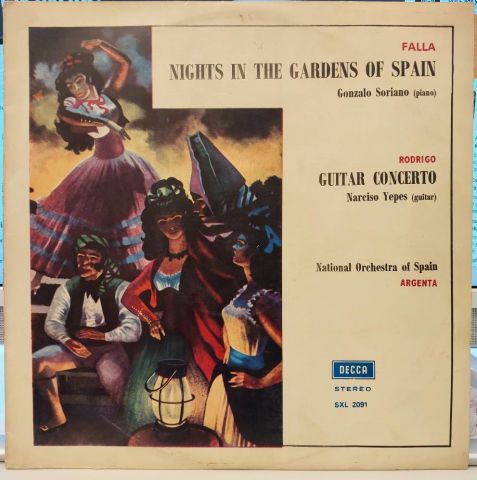 FALLA
NIGHTS IN THE GARDENS OF SPAIN
Gonzalo Soriano (piano)
RODRIGO
GUITAR CONCERTO
Narciso Yepes (guitar)
National Orchestra of Spain
ARGENTA
DECCA
STEREO
SXL 2091